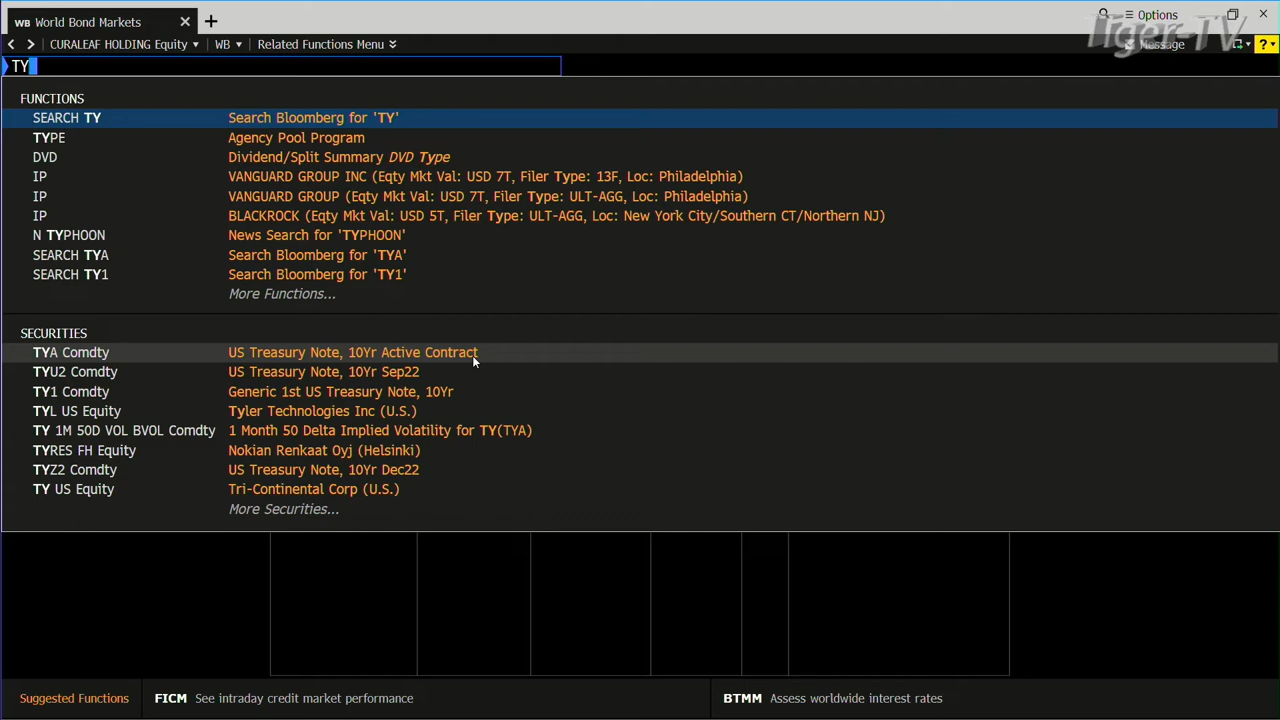 WB World Bond Markets
Options
CURALEAF HOLDING Equity WB Related Functions Menu
Message
Tiger-TV
?
TY
FUNCTIONS
SEARCH TY Search Bloomberg for 'TY'
TYPE Agency Pool Program
DVD Dividend/Split Summary DVD Type
IP VANGUARD GROUP INC (Eqty Mkt Val: USD 7T, Filer Type: 13F, Loc: Philadelphia)
IP VANGUARD GROUP (Eqty Mkt Val: USD 7T, Filer Type: ULT-AGG, Loc: Philadelphia)
IP BLACKROCK (Eqty Mkt Val: USD 5T, Filer Type: ULT-AGG, Loc: New York City/Southern CT/Northern NJ)
N TYPHOON News Search for 'TYPHOON'
SEARCH TYA Search Bloomberg for 'TYA'
SEARCH TY1 Search Bloomberg for 'TY1'
More Functions...
SECURITIES
TYA Comdty US Treasury Note, 10Yr Active Contract
TYU2 Comdty US Treasury Note, 10Yr Sep22
TY1 Comdty Generic 1st US Treasury Note, 10Yr
TYL US Equity Tyler Technologies Inc (U.S.)
TY 1M 50D VOL BVOL Comdty 1 Month 50 Delta Implied Volatility for TY(TYA)
TYRES FH Equity Nokian Renkaat Oyj (Helsinki)
TYZ2 Comdty US Treasury Note, 10Yr Dec22
TY US Equity Tri-Continental Corp (U.S.)
More Securities...
Suggested Functions FICM See intraday credit market performance BTMM Assess worldwide interest rates